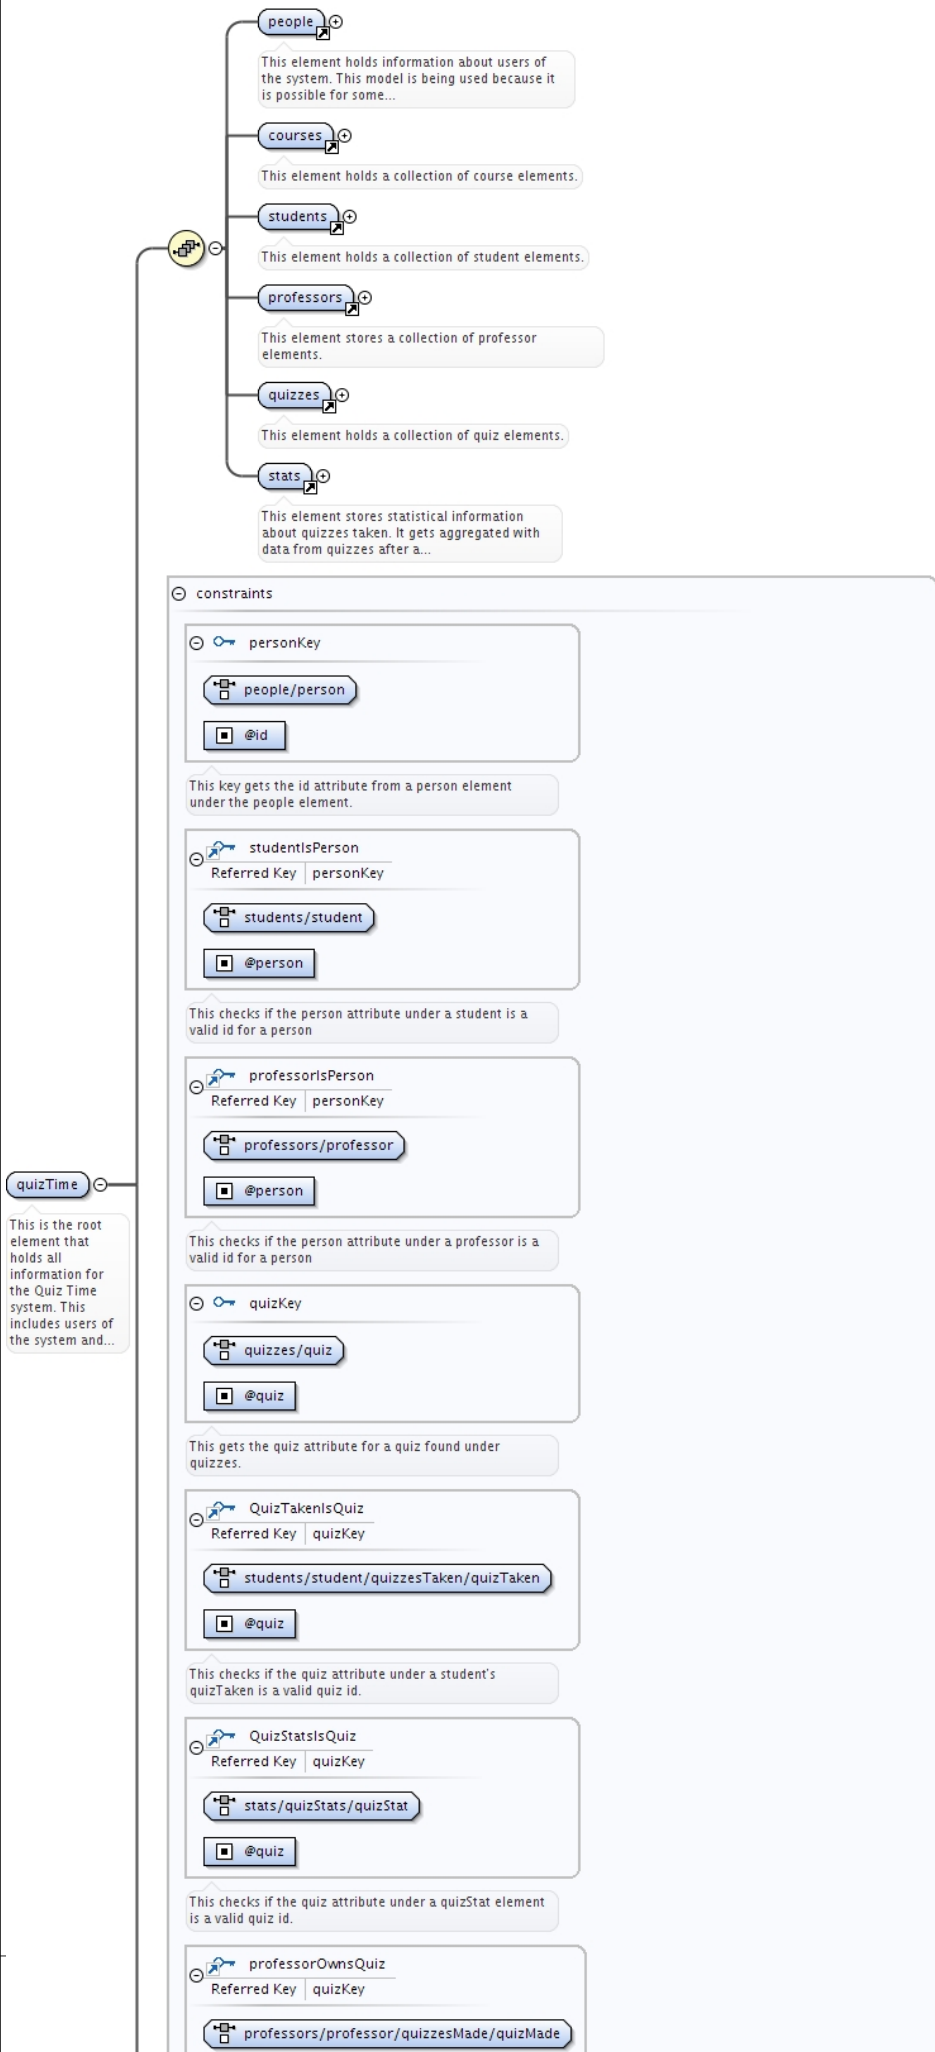 people
This element holds information about users of
the system. This model is being used because it
is possible for some...
courses
This element holds a collection of course elements.
students
This element holds a collection of student elements.
professors
This element stores a collection of professor
elements.
quizzes
This element holds a collection of quiz elements.
stats
This element stores statistical information
about quizzes taken. It gets aggregated with
data from quizzes after a...
constraints
personKey
people/person
@id
This key gets the id attribute from a person element
under the people element.
studentIsPerson
Referred Key personKey
students/student
@person
This checks if the person attribute under a student is a
valid id for a person
professorIsPerson
Referred Key personKey
professors/professor
@person
This checks if the person attribute under a professor is a
valid id for a person
quizTime
This is the root
element that
holds all
information for
the Quiz Time
system. This
includes users of
the system and...
quizKey
quizzes/quiz
@quiz
This gets the quiz attribute for a quiz found under
quizzes.
QuizTakenIsQuiz
Referred Key quizKey
students/student/quizzesTaken/quizTaken
@quiz
This checks if the quiz attribute under a student's
quizTaken is a valid quiz id.
QuizStatsIsQuiz
Referred Key quizKey
stats/quizStats/quizStat
@quiz
This checks if the quiz attribute under a quizStat element
is a valid quiz id.
professorOwnsQuiz
Referred Key quizKey
professors/professor/quizzesMade/quizMade